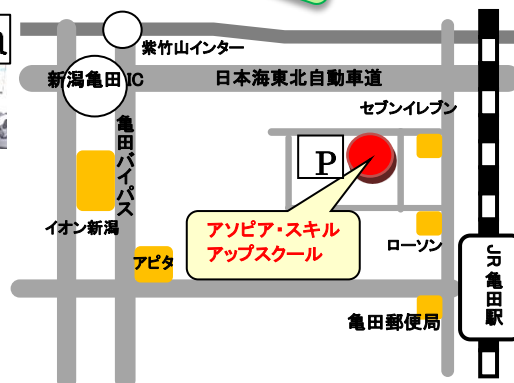 紫竹山インター
新潟亀田IC
日本海東北自動車道
セブンイレブン
亀田バイパス
P
イオン新潟
アソピア・スキル
アップスクール
ローソン
アピタ
JR亀田駅
亀田郵便局